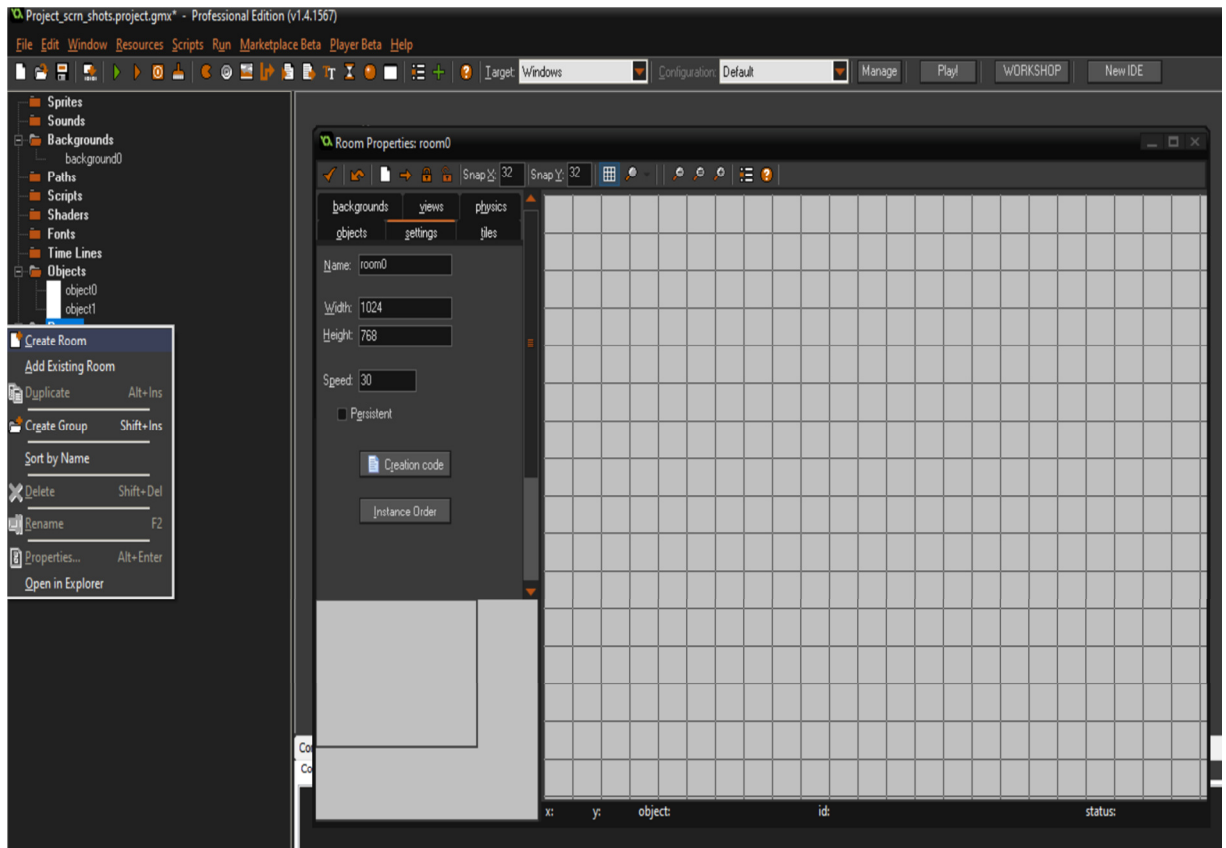 Project_scrn_shots.project.gmx* - Professional Edition (v1.4.1567)
File Edit Window Resources Scripts Run Marketplace Beta Player Beta Help
Target: Windows Configuration: Default Manage Play! WORKSHOP New IDE
Sprites
Sounds
Backgrounds
background0
Paths
Scripts
Shaders
Fonts
Time Lines
Objects
object0
object1
Create Room
Add Existing Room
Duplicate Alt+Ins
Create Group Shift+Ins
Sort by Name
Delete Shift+Del
Rename F2
Properties... Alt+Enter
Open in Explorer
Room Properties: room0
Snap X: 32 Snap Y: 32
backgrounds views physics
objects settings tiles
Name: room0
Width: 1024
Height: 768
Speed: 30
Persistent
Creation code
Instance Order
Co
x: y: object: id: status: